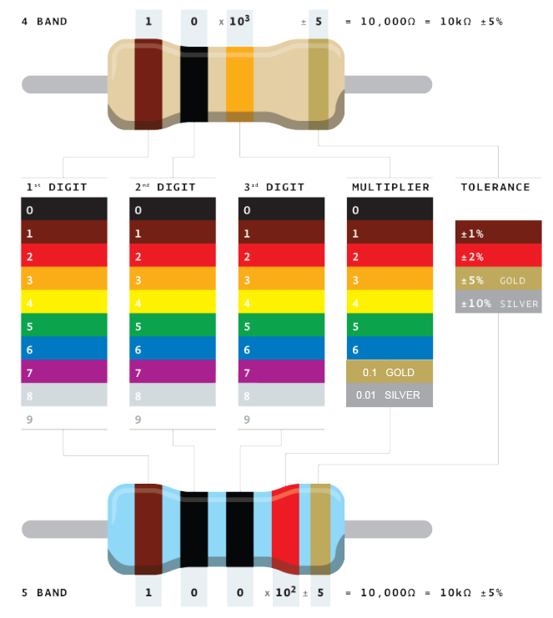 4 BAND 1 0 x 10³ ± 5 = 10,000Ω = 10kΩ ±5%
1st DIGIT 2nd DIGIT 3rd DIGIT MULTIPLIER TOLERANCE
0 0 0 0
1 1 1 1 ±1%
2 2 2 2 ±2%
3 3 3 3 ±5% GOLD
4 4 4 4 ±10% SILVER
5 5 5 5
6 6 6 6
7 7 7 0.1 GOLD
8 8 8 0.01 SILVER
9 9 9
5 BAND 1 0 0 x 10² ± 5 = 10,000Ω = 10kΩ ±5%